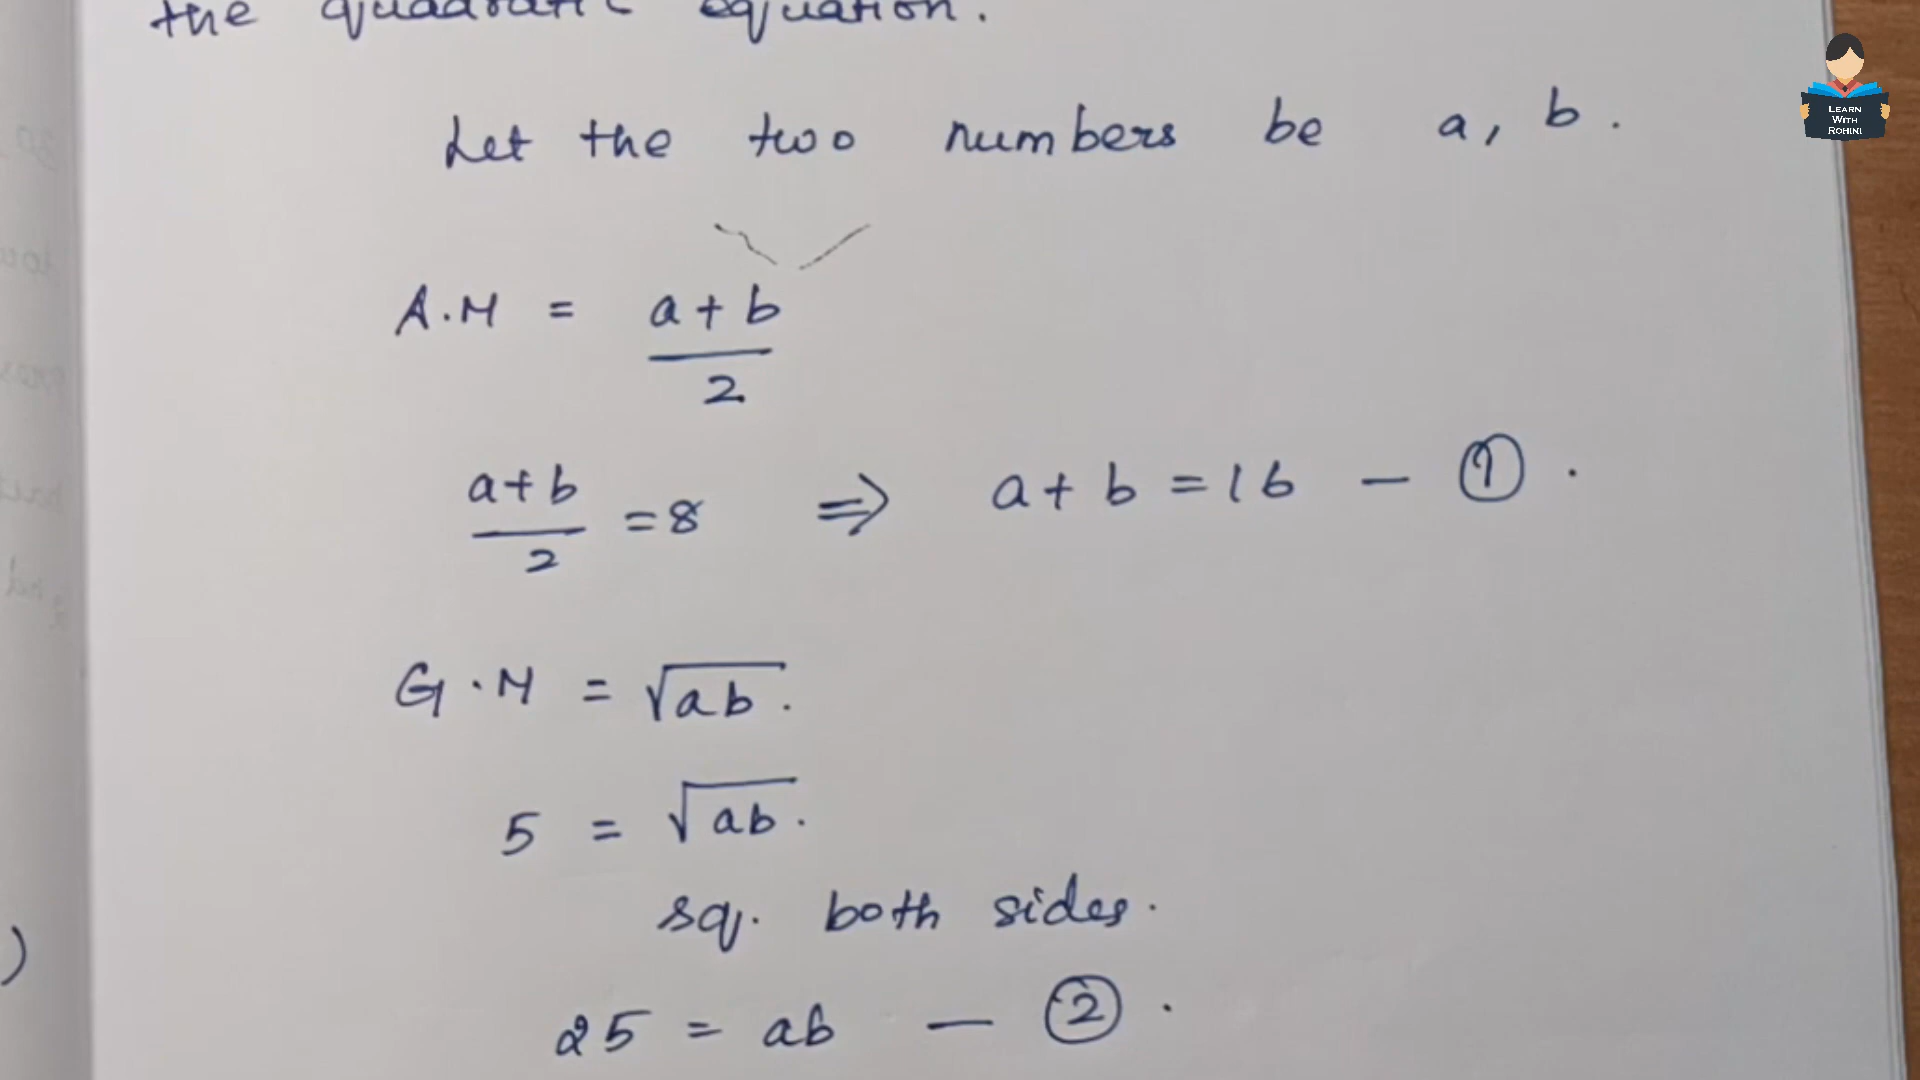 the quadratic equation.
Let the two numbers be a, b.
A.M = a+b
2
a+b
2
=8 ⇒ a+b=16 - ①.
G.M = √ab.
5 = √ab.
sq. both sides.
25 = ab — ②.
)
LEARN
WITH
ROHINI